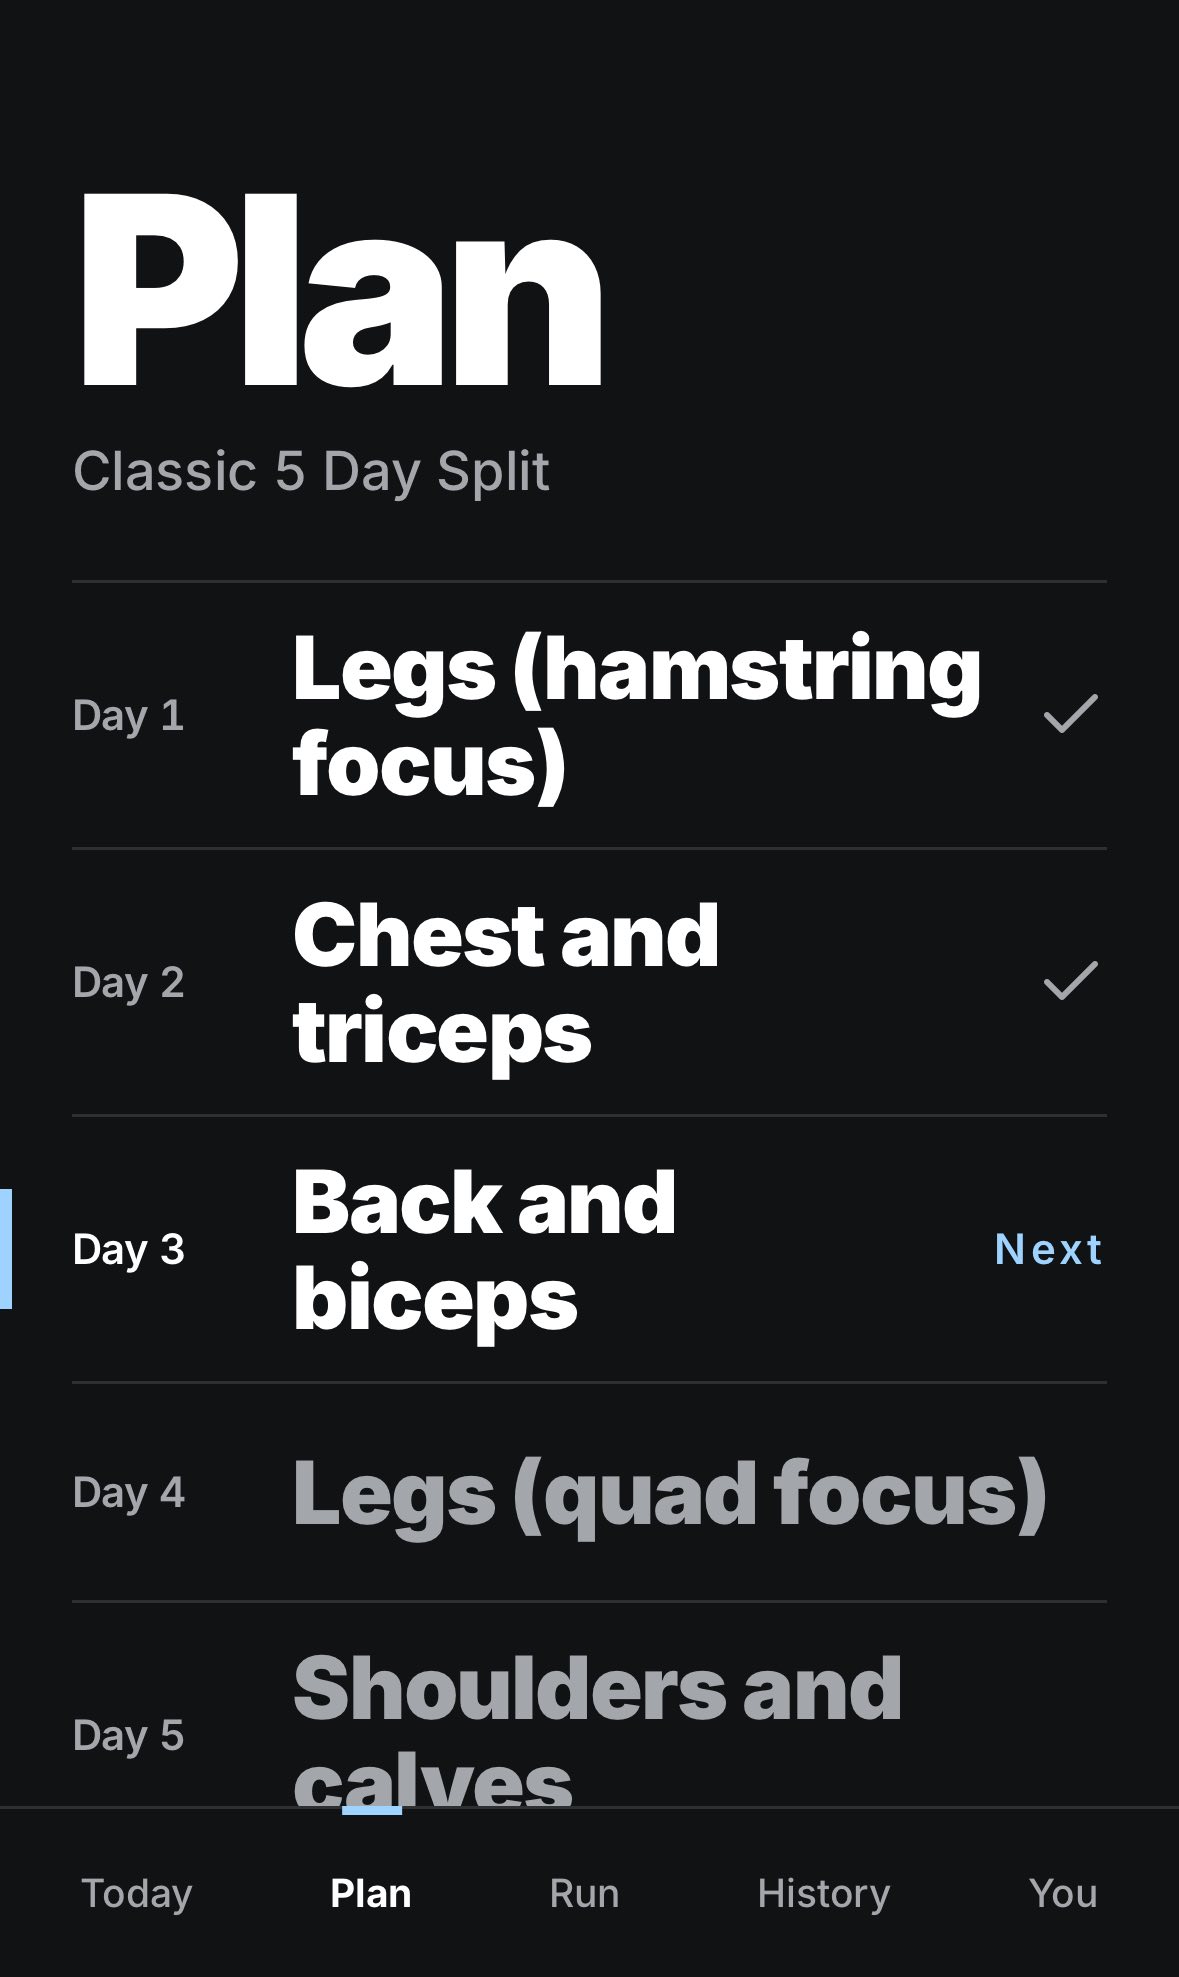 Plan
Classic 5 Day Split
Day 1
Legs (hamstring
focus)
Day 2
Chest and
triceps
Day 3
Back and
biceps
Next
Day 4
Legs (quad focus)
Day 5
Shoulders and
calves
Today
Plan
Run
History
You